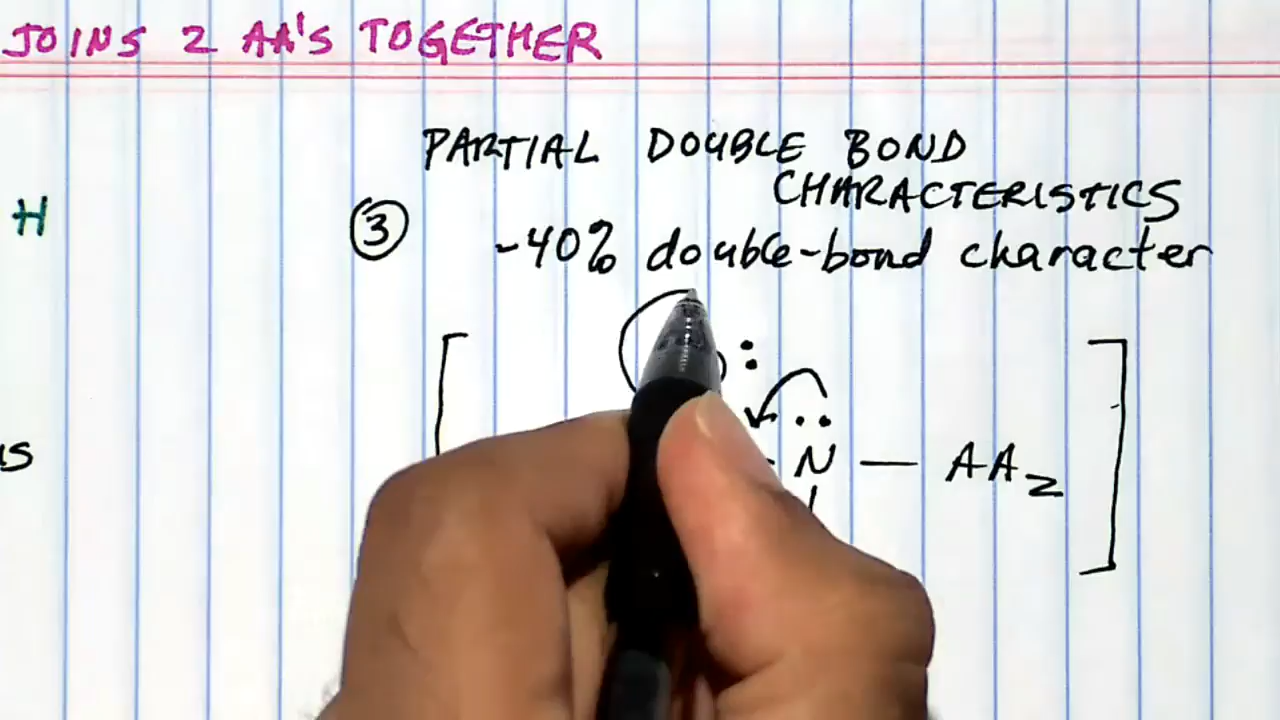 JOINS 2 AA'S TOGETHER
PARTIAL DOUBLE BOND
CHARACTERISTICS
H
③
-40% double-bond character
N — AA2